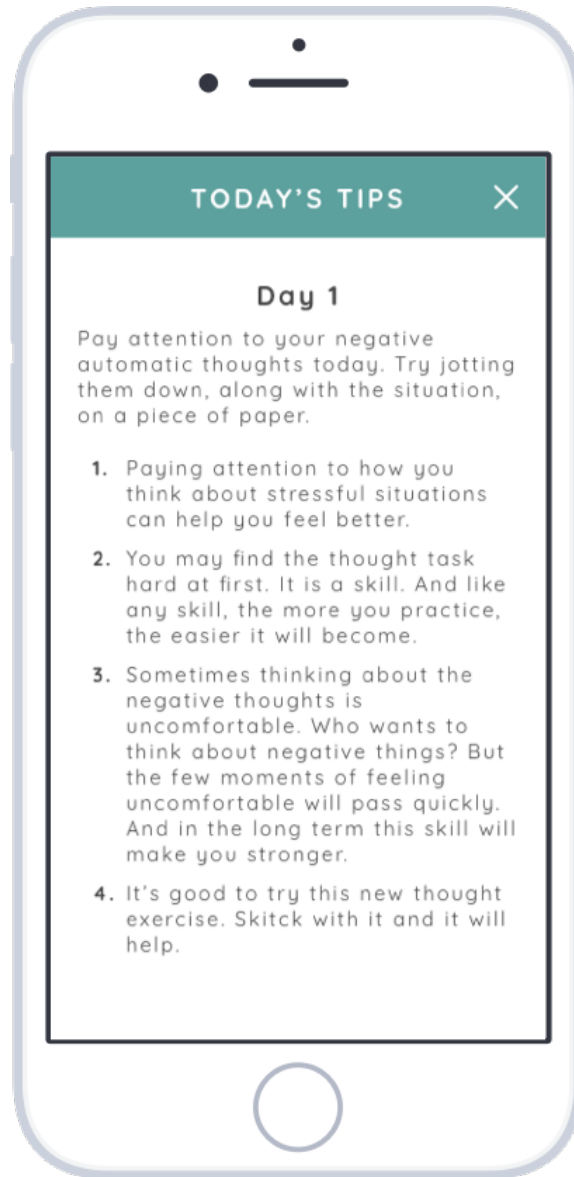 TODAY'S TIPS
Day 1
Pay attention to your negative
automatic thoughts today. Try jotting
them down, along with the situation,
on a piece of paper.
1. Paying attention to how you
think about stressful situations
can help you feel better.
2. You may find the thought task
hard at first. It is a skill. And like
any skill, the more you practice,
the easier it will become.
3. Sometimes thinking about the
negative thoughts is
uncomfortable. Who wants to
think about negative things? But
the few moments of feeling
uncomfortable will pass quickly.
And in the long term this skill will
make you stronger.
4. It's good to try this new thought
exercise. Skitck with it and it will
help.